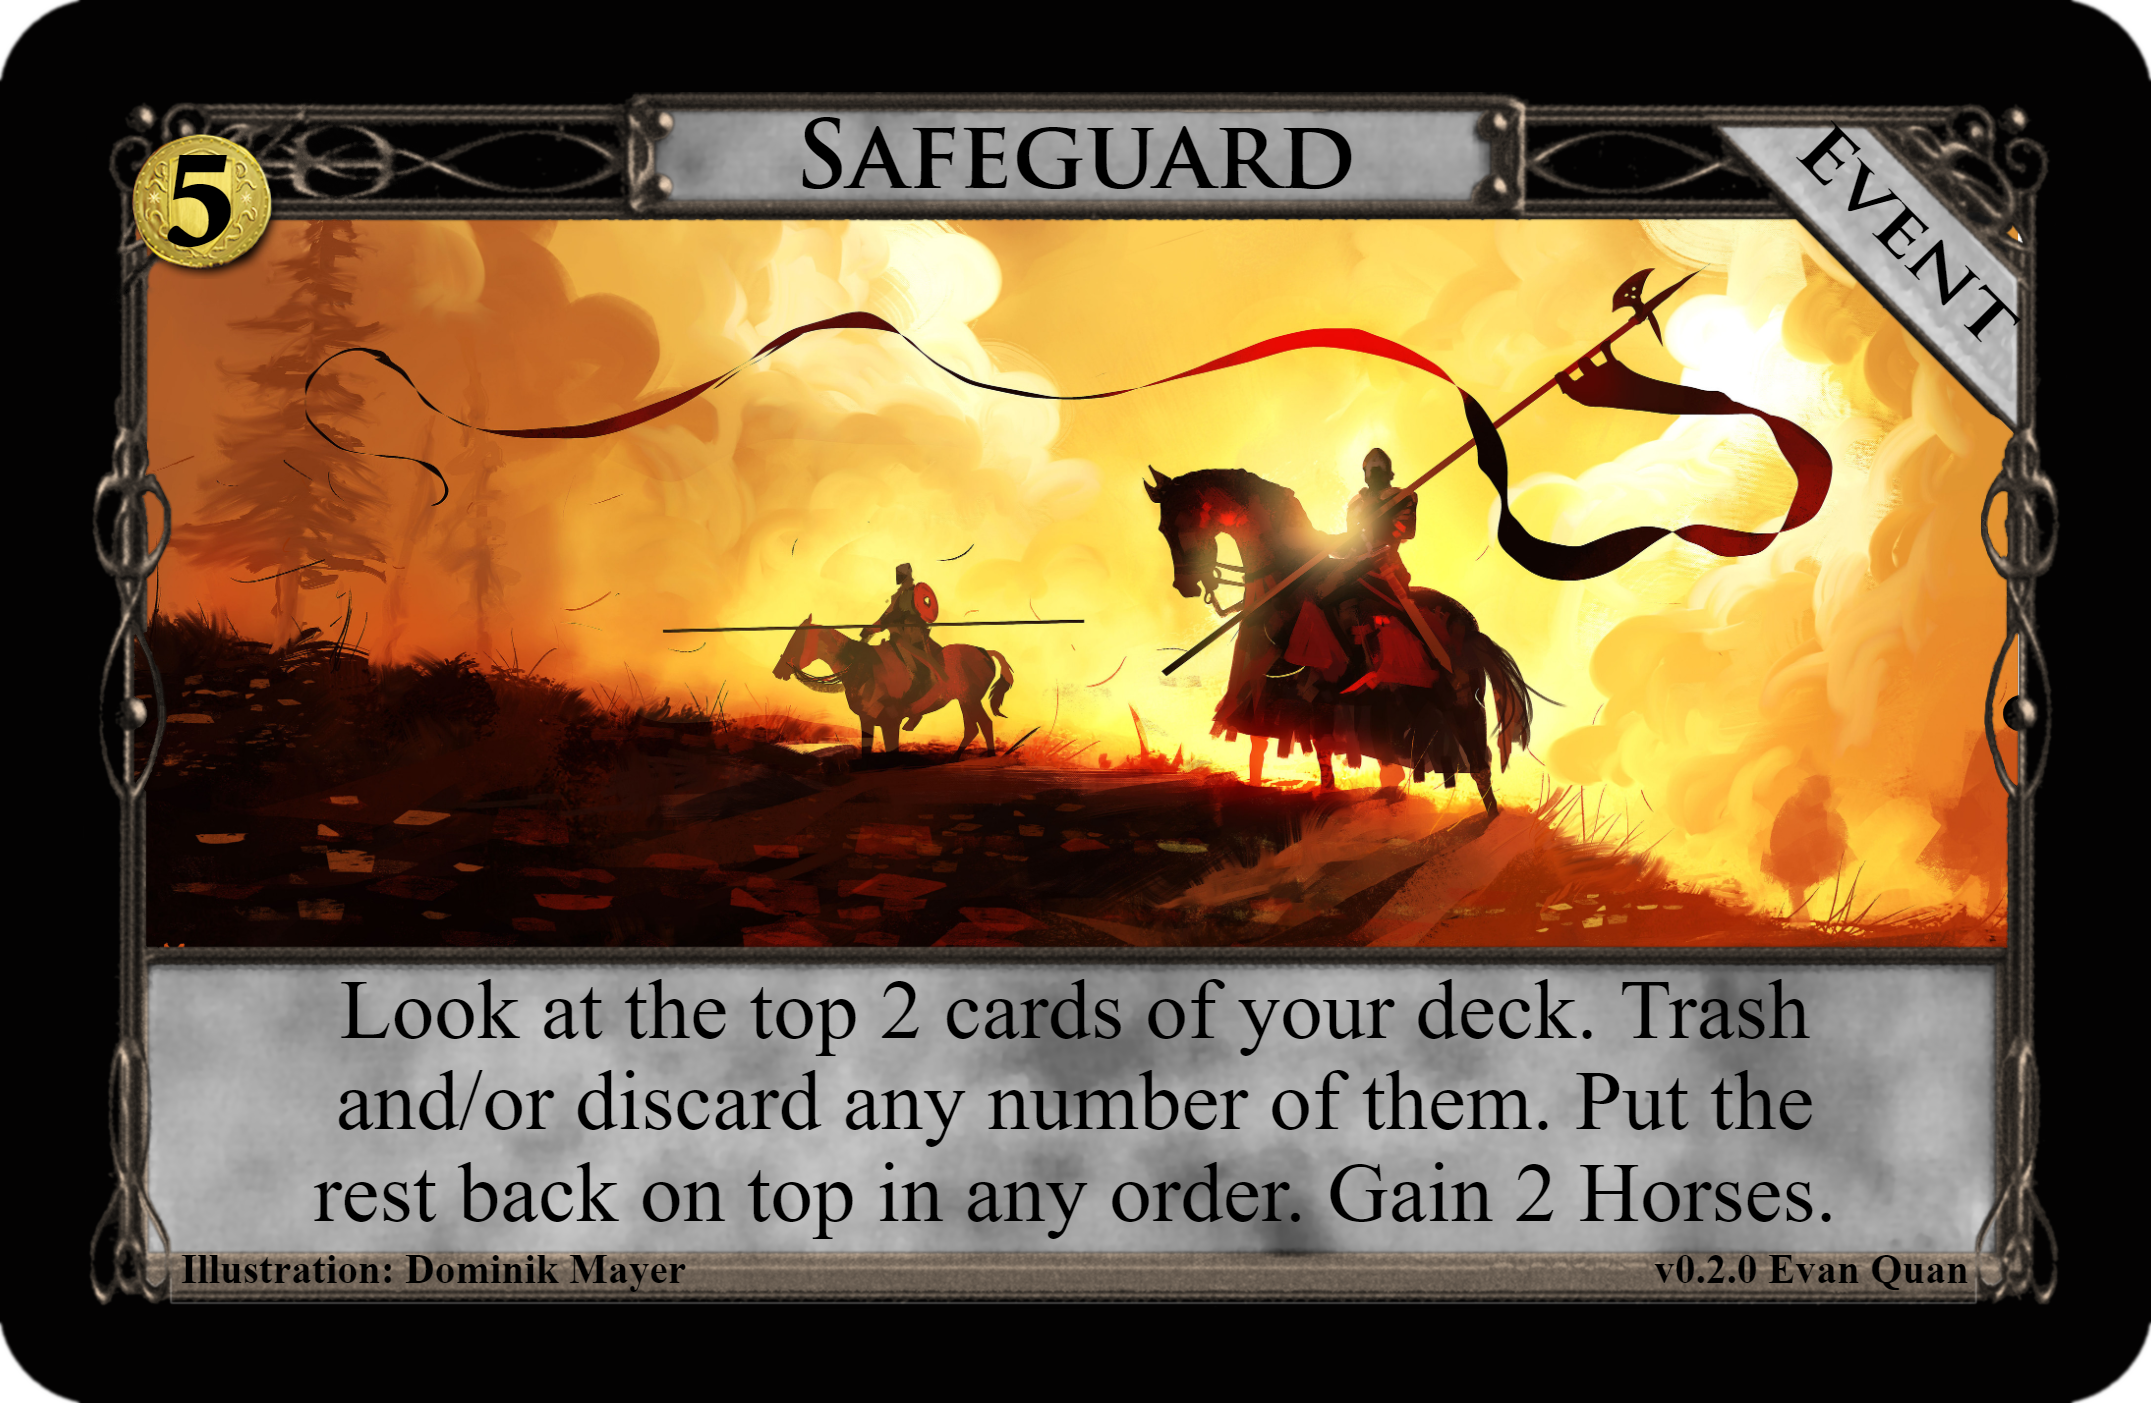 SAFEGUARD
5
EVENT
Look at the top 2 cards of your deck. Trash
and/or discard any number of them. Put the
rest back on top in any order. Gain 2 Horses.
Illustration: Dominik Mayer
v0.2.0 Evan Quan